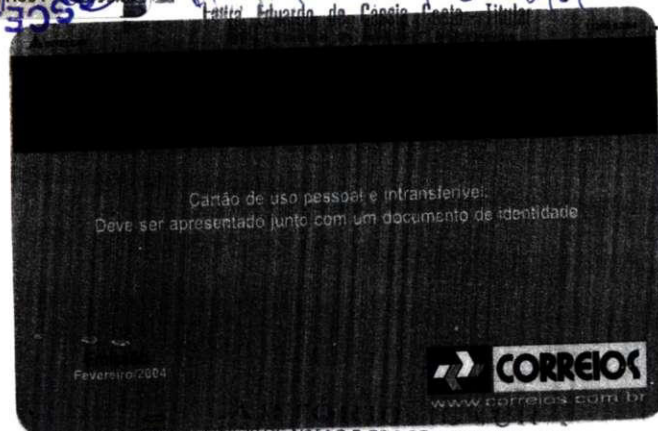 Cartão de uso pessoal e intransferível.
Deve ser apresentado junto com um documento de identidade
Fevereiro/2004
CORREIOS
www.correios.com.br